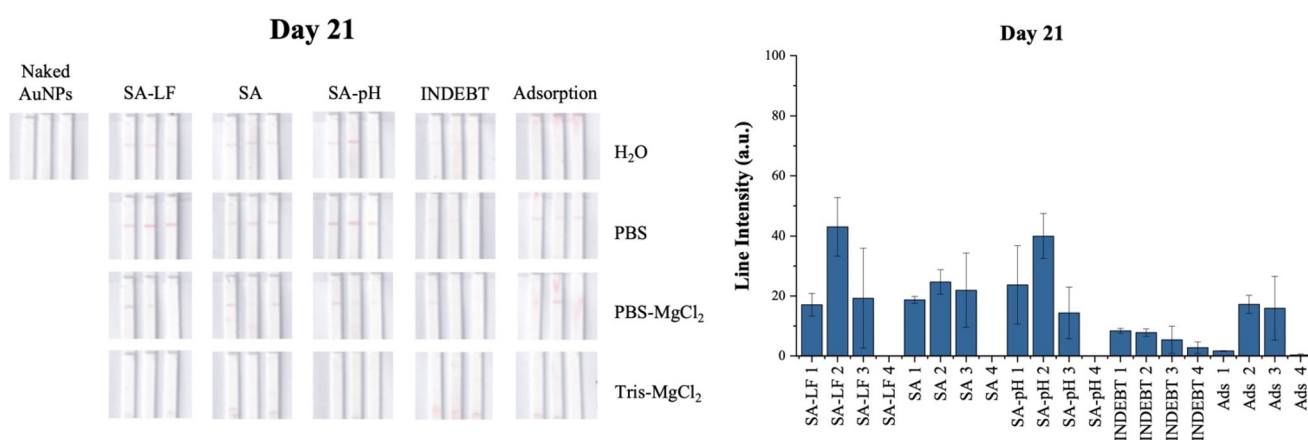 Day 21
Naked
AuNPs
SA-LF
SA
SA-pH
INDEBT
Adsorption
H₂O
PBS
PBS-MgCl₂
Tris-MgCl₂
Day 21
Line Intensity (a.u.)
100
80
60
40
20
0
SA-LF 1
SA-LF 2
SA-LF 3
SA-LF 4
SA 1
SA 2
SA 3
SA 4
SA-pH 1
SA-pH 2
SA-pH 3
SA-pH 4
INDEBT 1
INDEBT 2
INDEBT 3
INDEBT 4
Ads 1
Ads 2
Ads 3
Ads 4